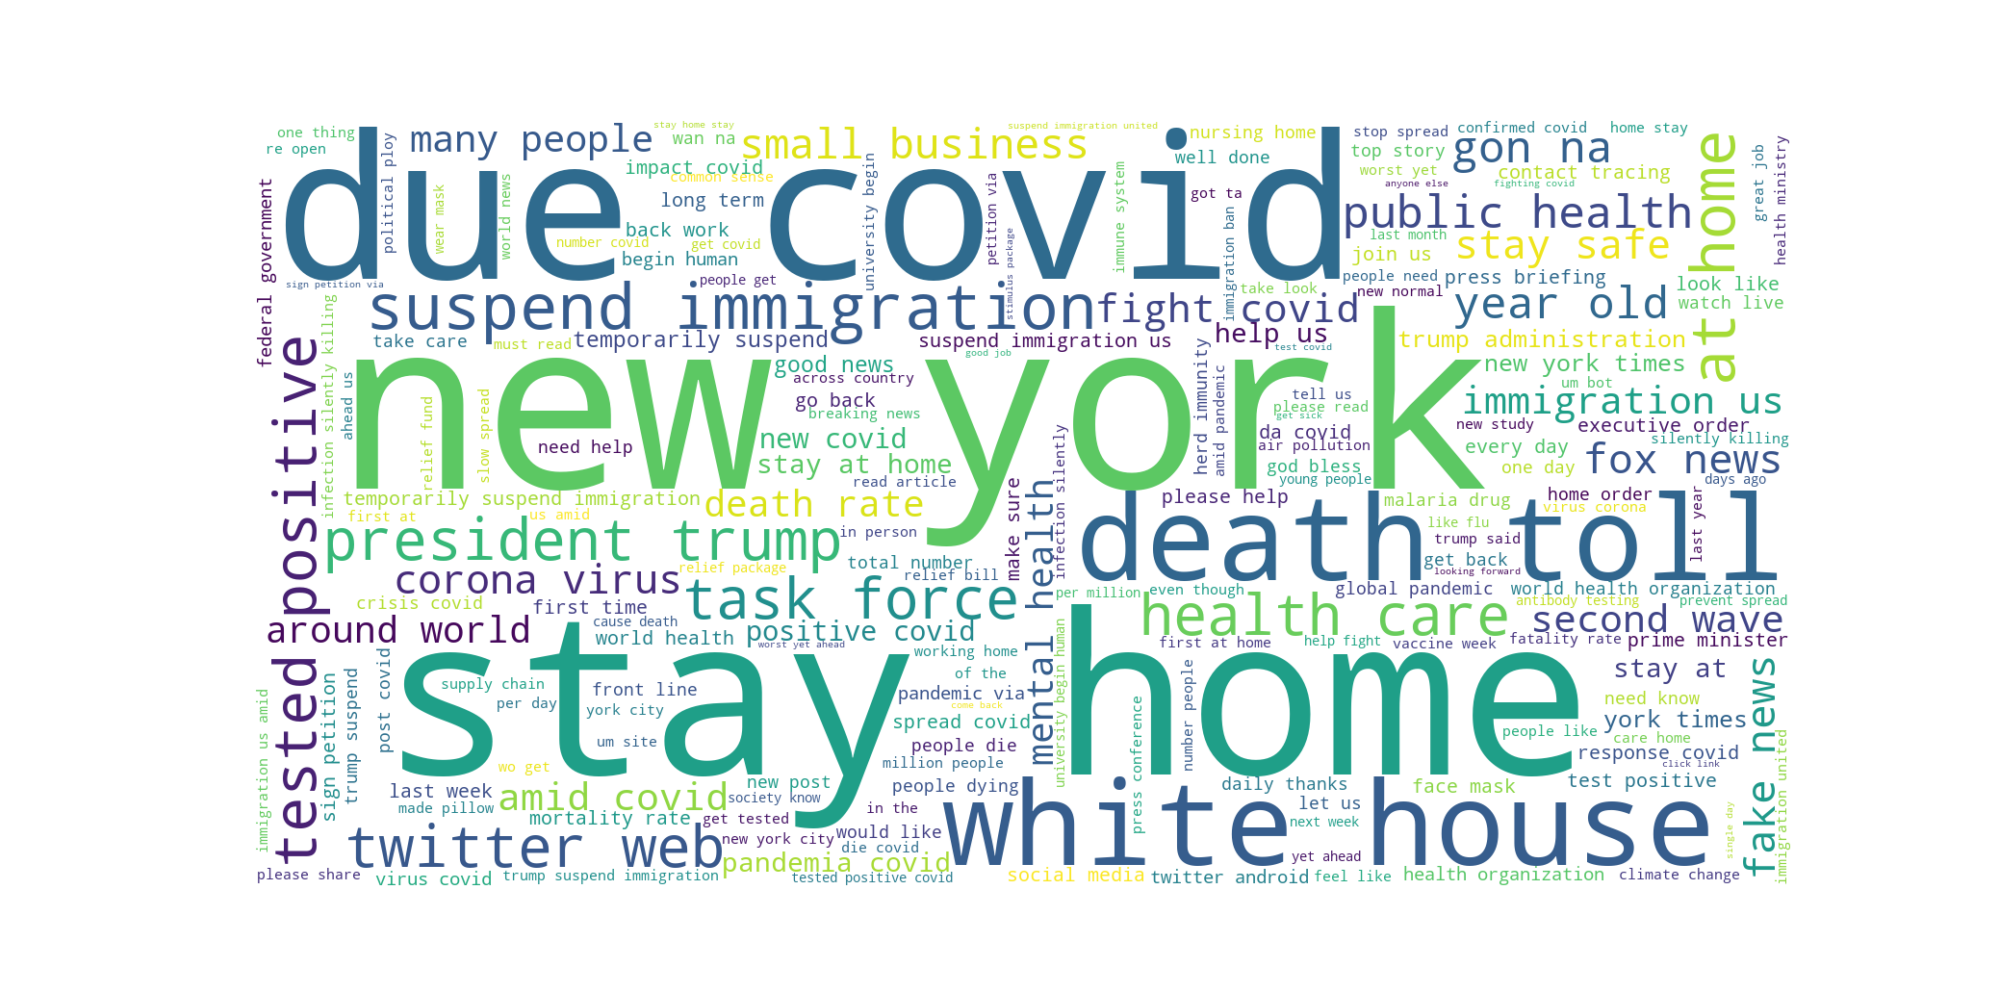 one thing
re open
political ploy
many people
stay home stay
wan na
small business
suspend immigration united
nursing home
stop spread
confirmed covid
home stay
due covid
impact covid
common sense
long term
back work
number covid
get covid
begin human
people get
wear mask
world news
university begin
petition via
immune system
well done
got ta
top story
worst yet
anyone else
gon na
contact tracing
fighting covid
at home
great job
health ministry
federal government
sign petition via
stimulus package
immigration ban
public health
last month
stay safe
join us
people need
press briefing
look like
watch live
suspend immigration
fight covid
take look
new normal
year old
take care
must read
temporarily suspend
suspend immigration us
help us
trump administration
good job
test covid
good news
across country
go back
breaking news
new york times
um bot
new york
tested positive
infection silently killing
ahead us
relief fund
slow spread
need help
new covid
stay at home
read article
herd immunity
amid pandemic
tell us
please read
get sick
da covid
air pollution
god bless
young people
immigration us
new study
executive order
every day
silently killing
one day
fox news
days ago
temporarily suspend immigration
first at
us amid
death rate
in person
make sure
mental health
infection silently
please help
malaria drug
home order
virus corona
last year
like flu
trump said
get back
looking forward
death toll
president trump
total number
relief package
relief bill
corona virus
crisis covid
first time
cause death
task force
per million
even though
global pandemic
world health organization
antibody testing
prevent spread
health care
second wave
around world
world health
positive covid
worst yet ahead
working home
of the
first at home
help fight
vaccine week
fatality rate
prime minister
stay home
stay at
supply chain
per day
front line
york city
um site
wo get
pandemic via
come back
spread covid
people die
million people
university begin human
number people
people like
need know
york times
care home
response covid
click link
fake news
immigration us amid
sign petition
trump suspend
post covid
last week
made pillow
amid covid
mortality rate
new post
society know
get tested
people dying
in the
press conference
daily thanks
let us
next week
face mask
test positive
single day
immigration united
twitter web
new york city
would like
die covid
white house
yet ahead
please share
virus covid
trump suspend immigration
pandemia covid
tested positive covid
social media
twitter android
feel like
health organization
climate change